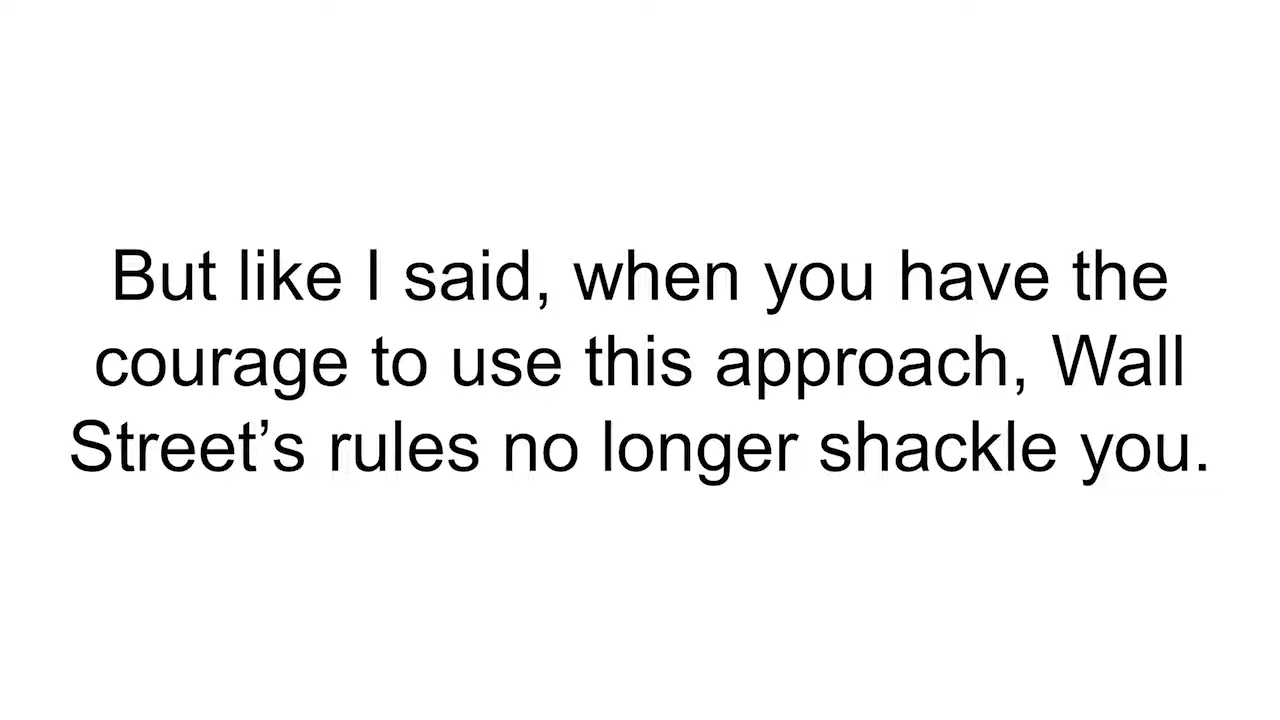 But like I said, when you have the
courage to use this approach, Wall
Street’s rules no longer shackle you.